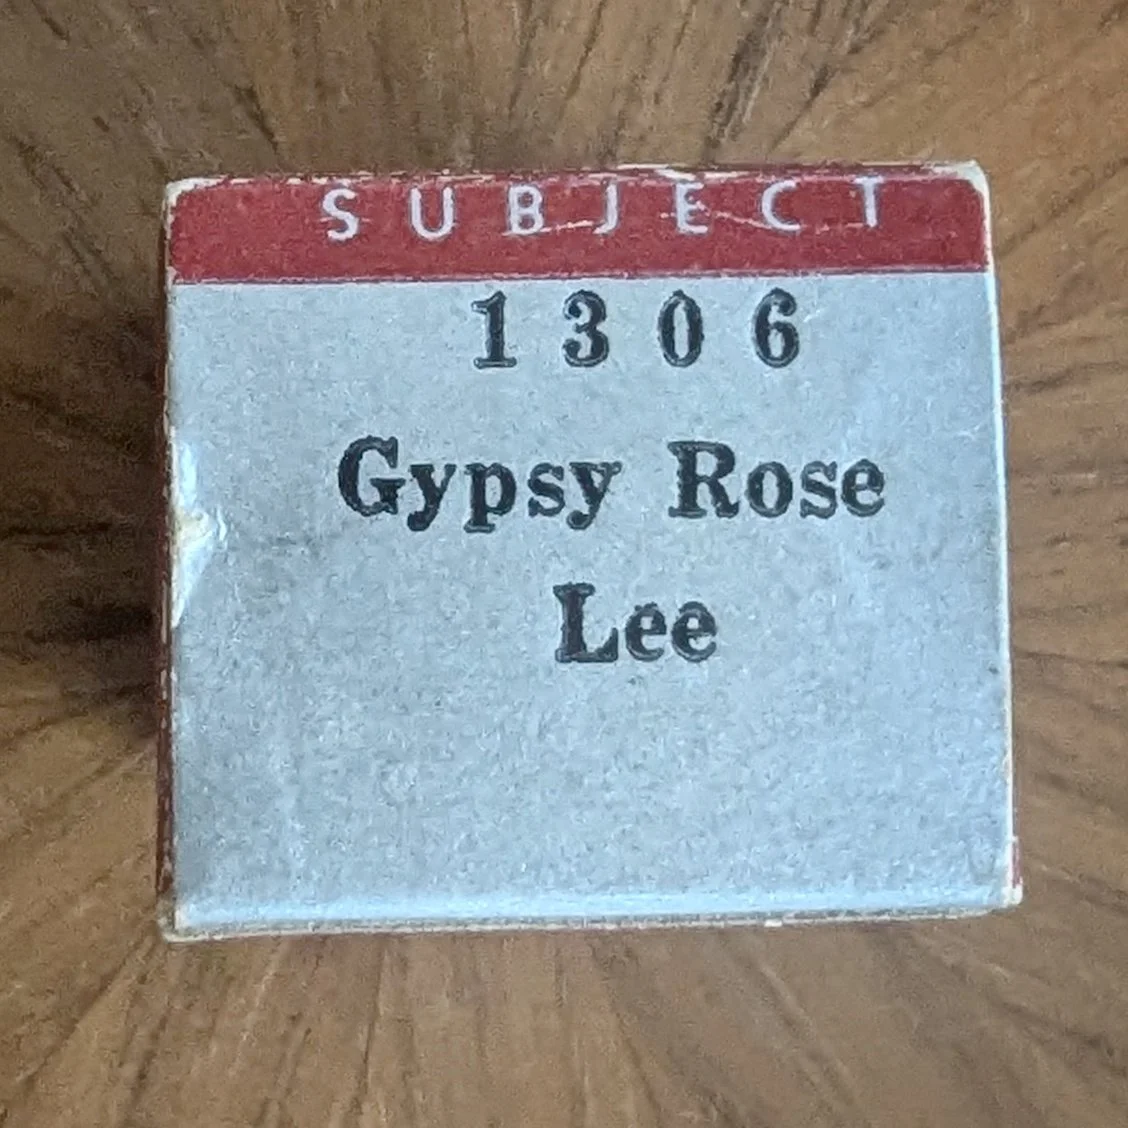 SUBJECT
1306
Gypsy Rose
Lee